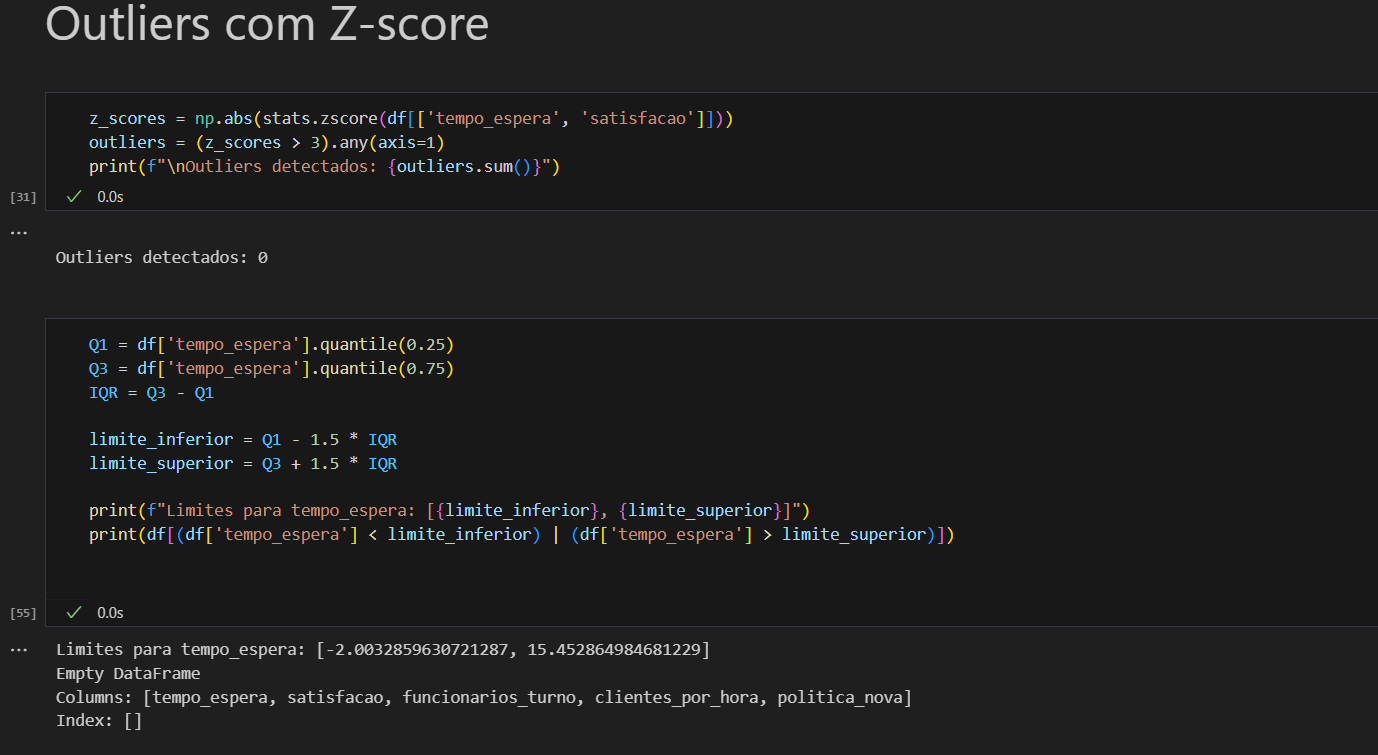 Outliers com Z-score
z_scores = np.abs(stats.zscore(df[['tempo_espera', 'satisfacao']]))
outliers = (z_scores > 3).any(axis=1)
print(f"\nOutliers detectados: {outliers.sum()}")
[31]
0.0s
...
Outliers detectados: 0
Q1 = df['tempo_espera'].quantile(0.25)
Q3 = df['tempo_espera'].quantile(0.75)
IQR = Q3 - Q1
limite_inferior = Q1 - 1.5 * IQR
limite_superior = Q3 + 1.5 * IQR
print(f"Limites para tempo_espera: [{limite_inferior}, {limite_superior}]")
print(df[(df['tempo_espera'] < limite_inferior) | (df['tempo_espera'] > limite_superior)])
[55]
0.0s
...
Limites para tempo_espera: [-2.0032859630721287, 15.452864984681229]
Empty DataFrame
Columns: [tempo_espera, satisfacao, funcionarios_turno, clientes_por_hora, politica_nova]
Index: []